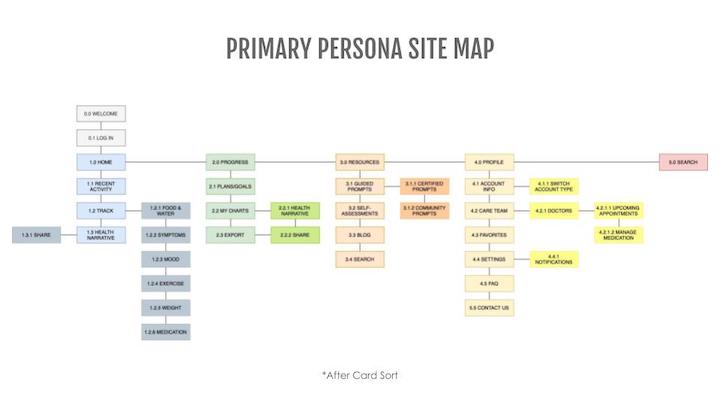 PRIMARY PERSONA SITE MAP
0.0 WELCOME
0.1 LOG IN
1.0 HOME
2.0 PROGRESS
3.0 RESOURCES
4.0 PROFILE
5.0 SEARCH
1.1 RECENT
ACTIVITY
2.1 PLANS/GOALS
3.1 GUIDED
PROMPTS
3.1.1 CERTIFIED
PROMPTS
4.1 ACCOUNT
INFO
4.1.1 SWITCH
ACCOUNT TYPE
1.2 TRACK
1.2.1 FOOD &
WATER
2.2 MY CHARTS
2.2.1 HEALTH
NARRATIVE
3.2 SELF-
ASSESSMENTS
3.1.2 COMMUNITY
PROMPTS
4.2 CARE TEAM
4.2.1 DOCTORS
4.2.1.1 UPCOMING
APPOINTMENTS
1.3.1 SHARE
1.3 HEALTH
NARRATIVE
1.2.2 SYMPTOMS
2.3 EXPORT
2.2.2 SHARE
3.3 BLOG
4.3 FAVORITES
4.2.1.2 MANAGE
MEDICATION
1.2.3 MOOD
3.4 SEARCH
4.4 SETTINGS
4.4.1
NOTIFICATIONS
1.2.4 EXERCISE
4.5 FAQ
1.2.5 WEIGHT
5.5 CONTACT US
1.2.6 MEDICATION
*After Card Sort